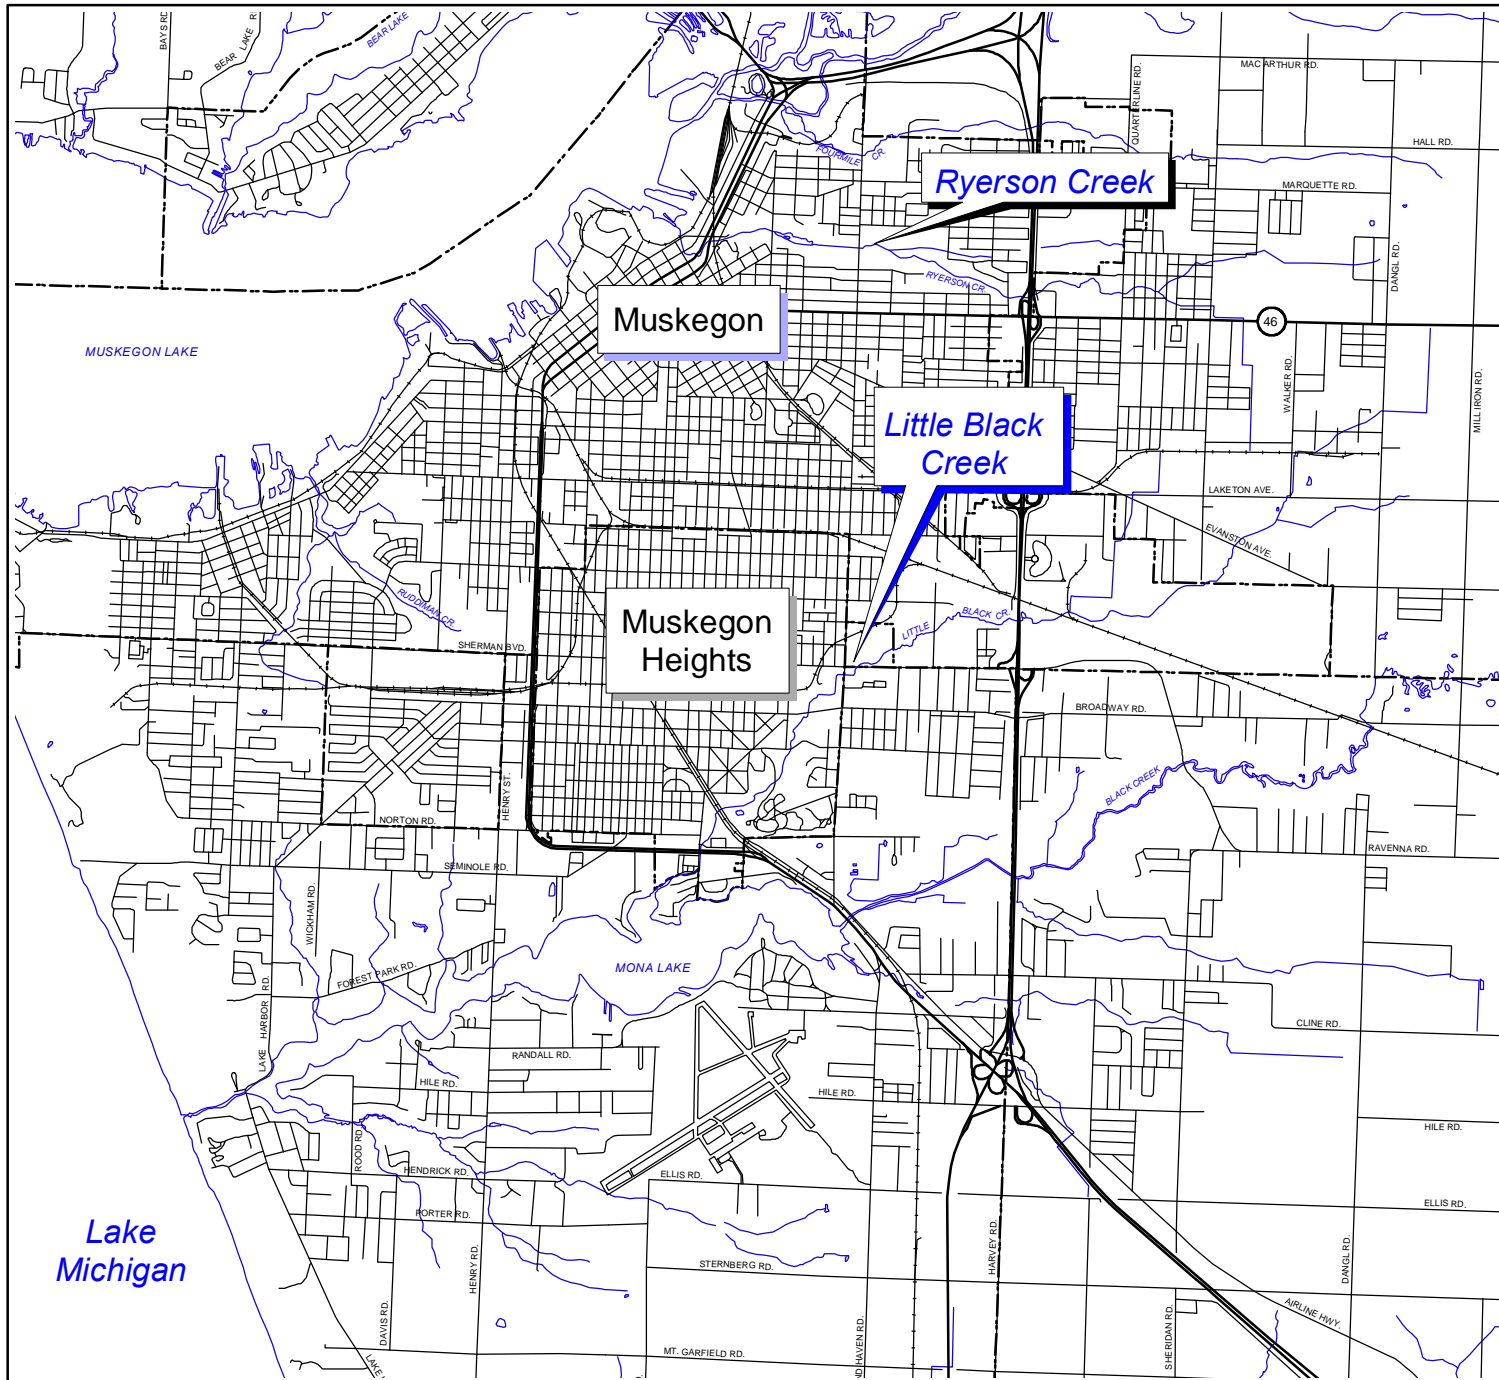 BAYS RD.
BEAR LAKE
BEAR LAKE
QUARTERLINE RD.
MAC ARTHUR RD.
HALL RD.
FOURMILE CR.
Ryerson Creek
MARQUETTE RD.
DANGL RD.
RYERSON CR.
Muskegon
46
MUSKEGON LAKE
WALKER RD.
MILL IRON RD.
Little Black
Creek
LAKETON AVE.
EVANSTON AVE.
RUDDIMAN CR.
Muskegon
Heights
LITTLE
BLACK CR.
SHERMAN BVD.
BROADWAY RD.
BLACK CREEK
HENRY ST.
NORTON RD.
RAVENNA RD.
SEMINOLE RD.
WICKHAM RD.
FOREST PARK RD.
MONA LAKE
LAKE HARBOR RD.
CLINE RD.
RANDALL RD.
HILE RD.
HILE RD.
HILE RD.
ROOD RD.
HENDRICK RD.
ELLIS RD.
ELLIS RD.
PORTER RD.
Lake
Michigan
HENRY RD.
HARVEY RD.
STERNBERG RD.
DANGL RD.
AIRLINE HWY.
DAVIS RD.
SHERIDAN RD.
MT. GARFIELD RD.
ND HAVEN RD.
LAKE